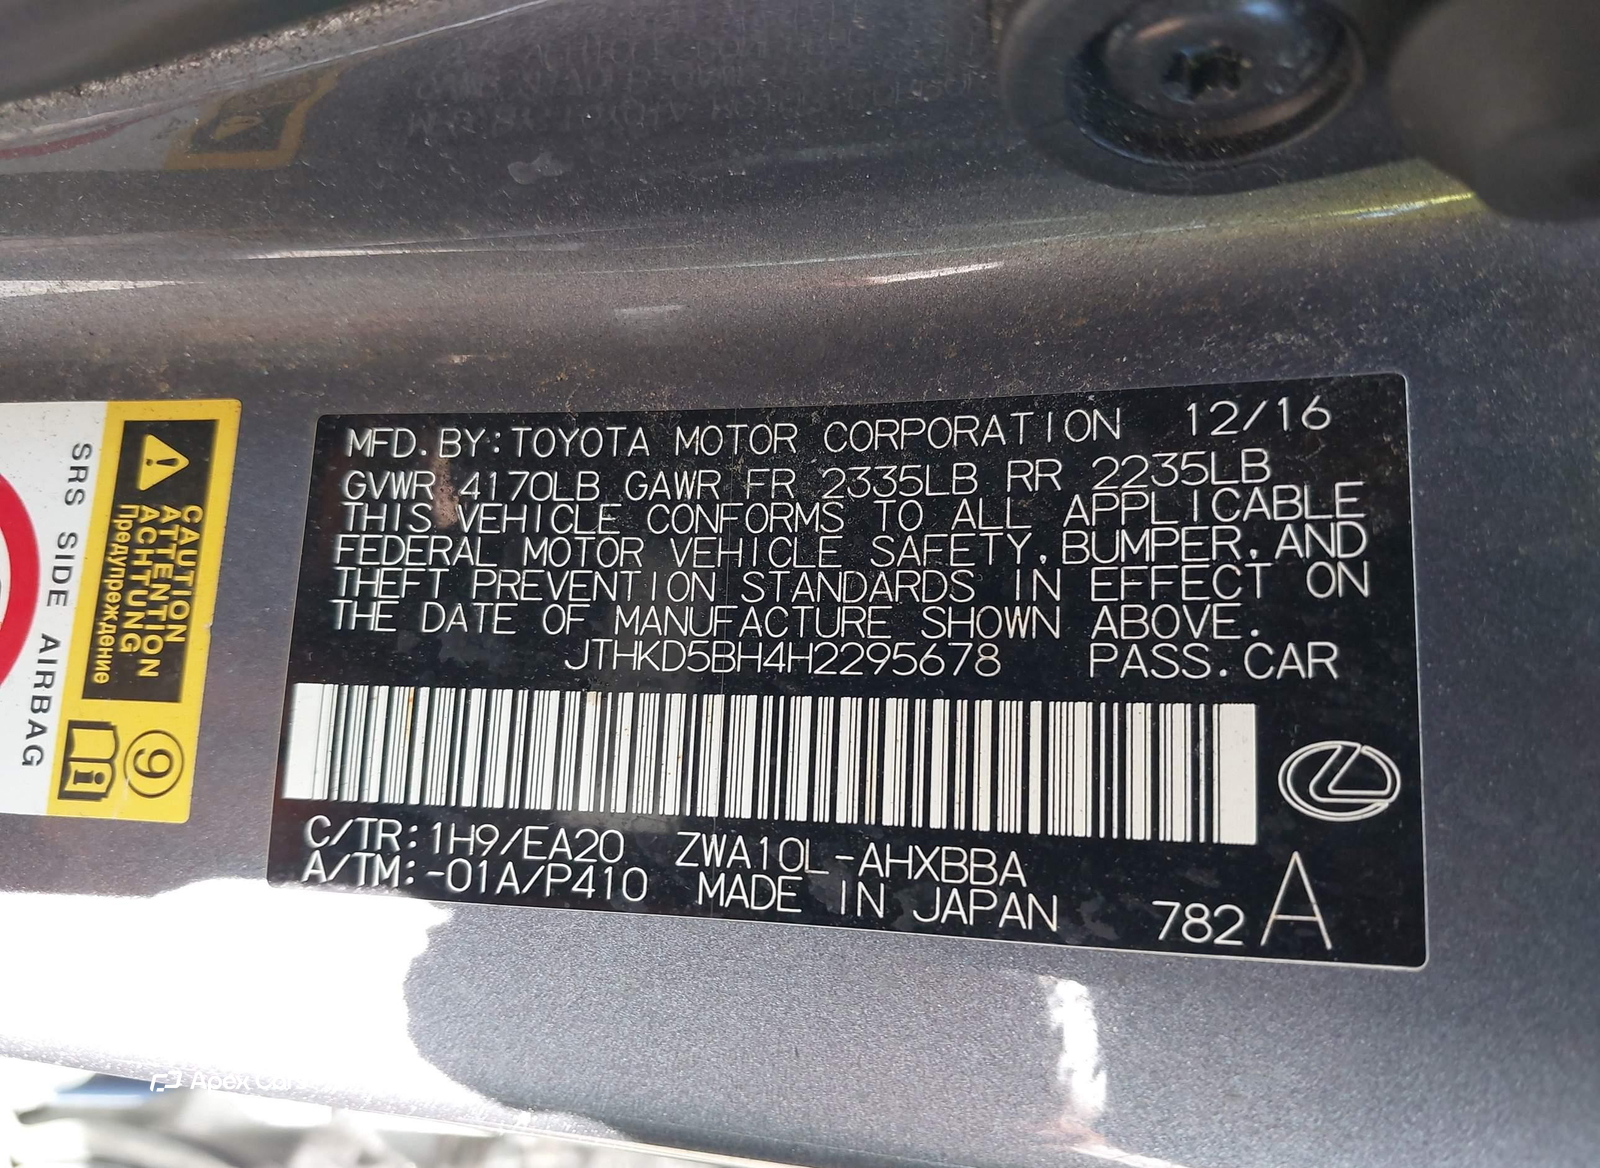 SRS SIDE AIRBAG
CAUTION
ATTENTION
ACHTUNG
Предупреждение
9
MFD. BY: TOYOTA MOTOR CORPORATION 12/16
GVWR 4170LB GAWR FR 2335LB RR 2235LB
THIS VEHICLE CONFORMS TO ALL APPLICABLE
FEDERAL MOTOR VEHICLE SAFETY, BUMPER, AND
THEFT PREVENTION STANDARDS IN EFFECT ON
THE DATE OF MANUFACTURE SHOWN ABOVE.
JTHKD5BH4H2295678 PASS. CAR
C/TR: 1H9/EA20 ZWA10L-AHXBBA
A/TM: -01A/P410 MADE IN JAPAN 782 A
Apex Cars